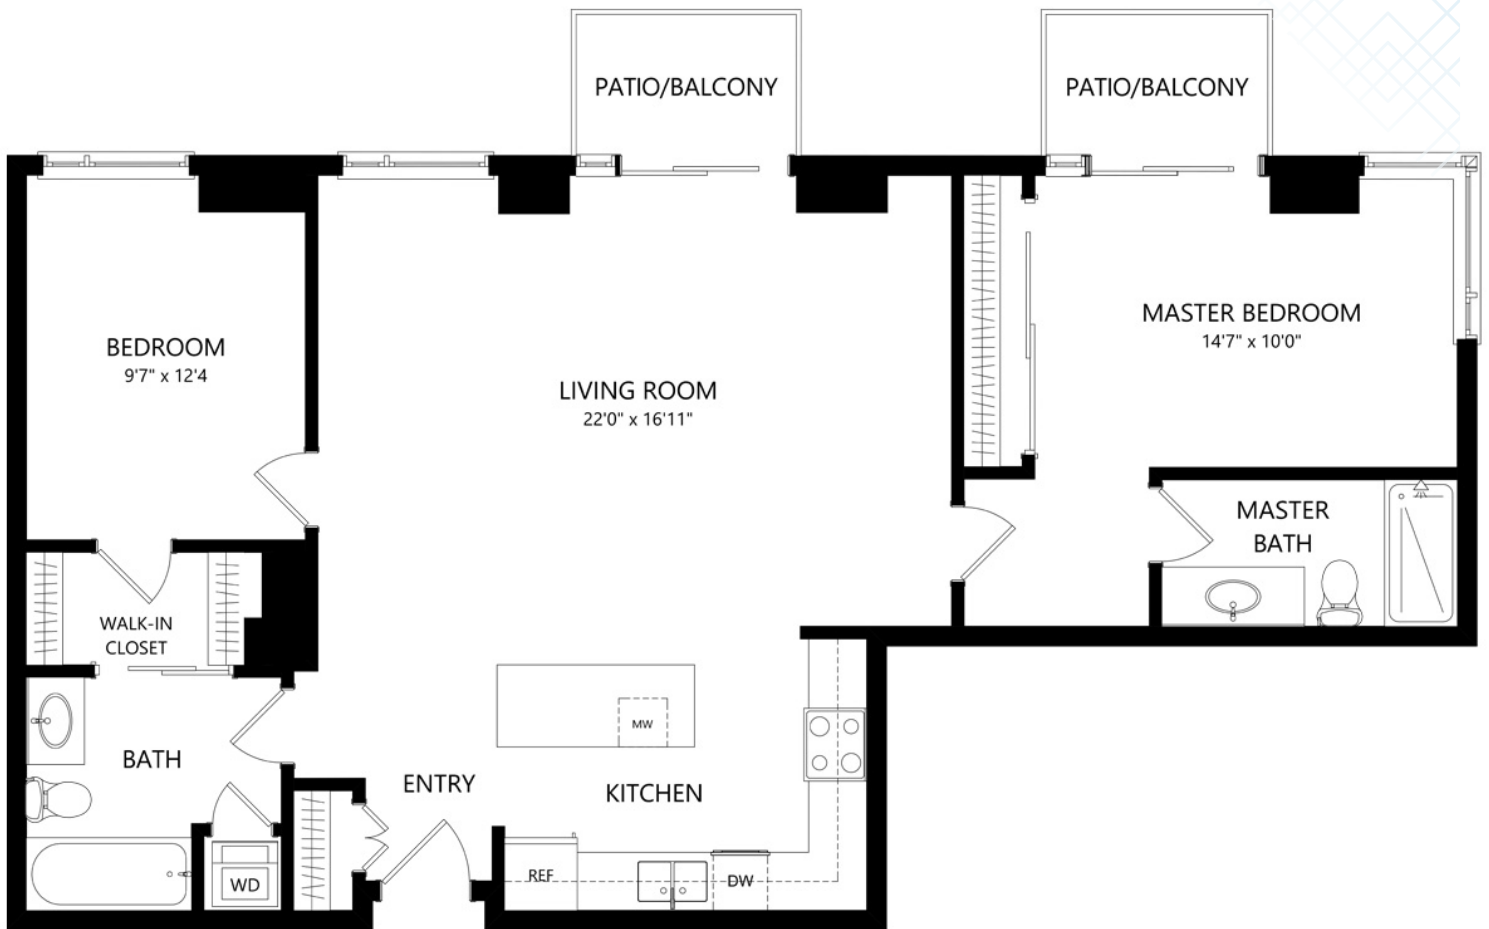 PATIO/BALCONY
PATIO/BALCONY
MASTER BEDROOM
14'7" x 10'0"
BEDROOM
9'7" x 12'4
LIVING ROOM
22'0" x 16'11"
MASTER
BATH
WALK-IN
CLOSET
MW
BATH
ENTRY
KITCHEN
REF
DW
WD